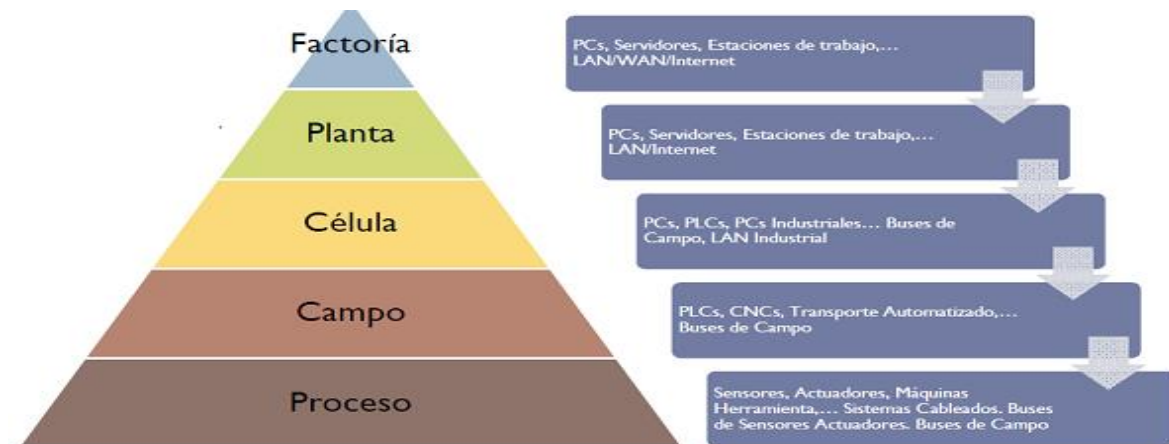 Factoría
PCs, Servidores, Estaciones de trabajo,...
LAN/WAN/Internet
Planta
PCs, Servidores, Estaciones de trabajo,...
LAN/Internet
Célula
PCs, PLCs, PCs Industriales... Buses de
Campo, LAN Industrial
Campo
PLCs, CNCs, Transporte Automatizado,...
Buses de Campo
Proceso
Sensores, Actuadores, Máquinas
Herramienta,... Sistemas Cableados. Buses
de Sensores Actuadores. Buses de Campo